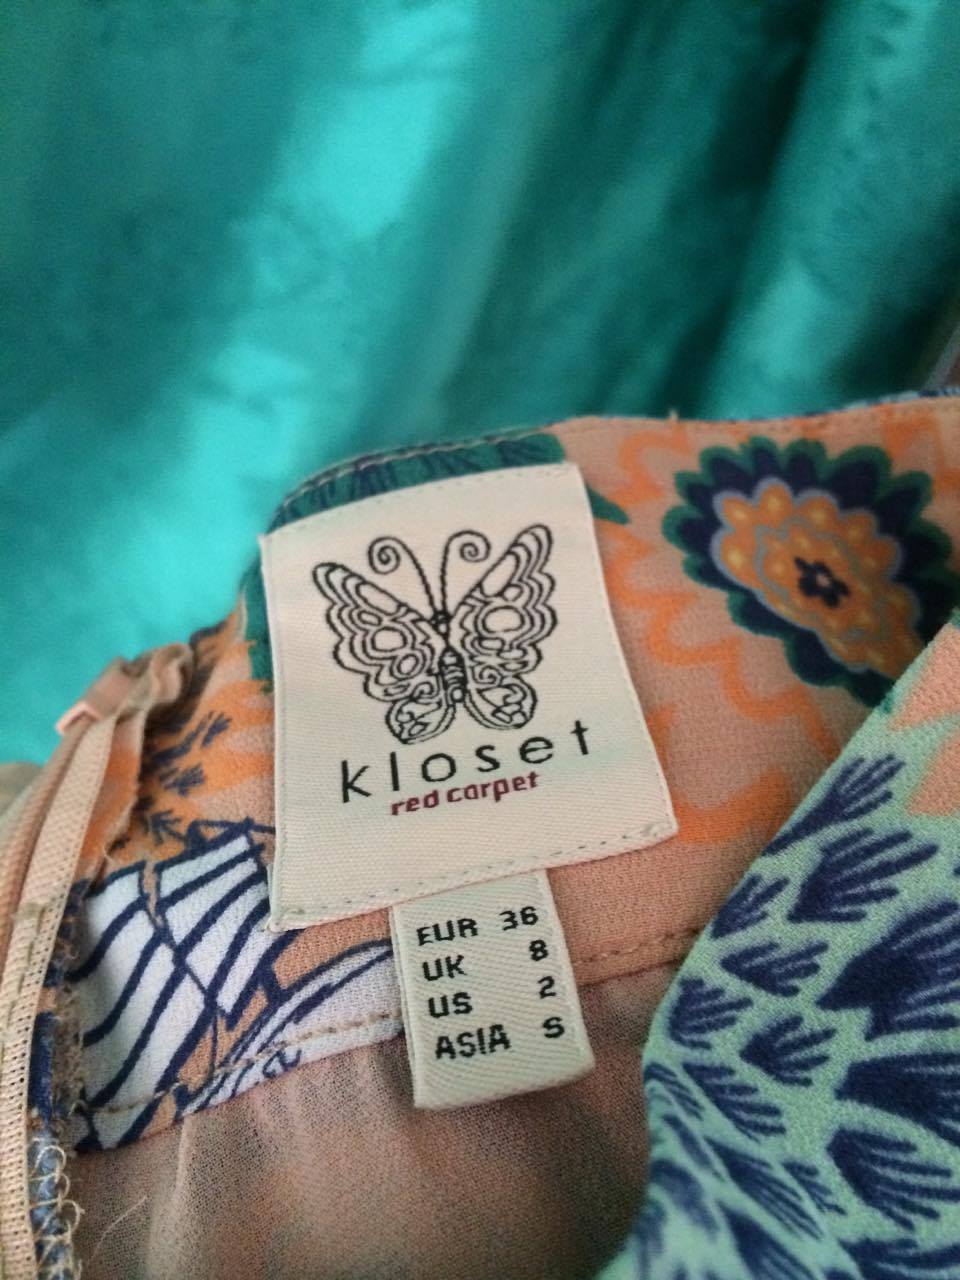 kloset
red carpet
EUR 36
UK 8
US 2
ASIA S